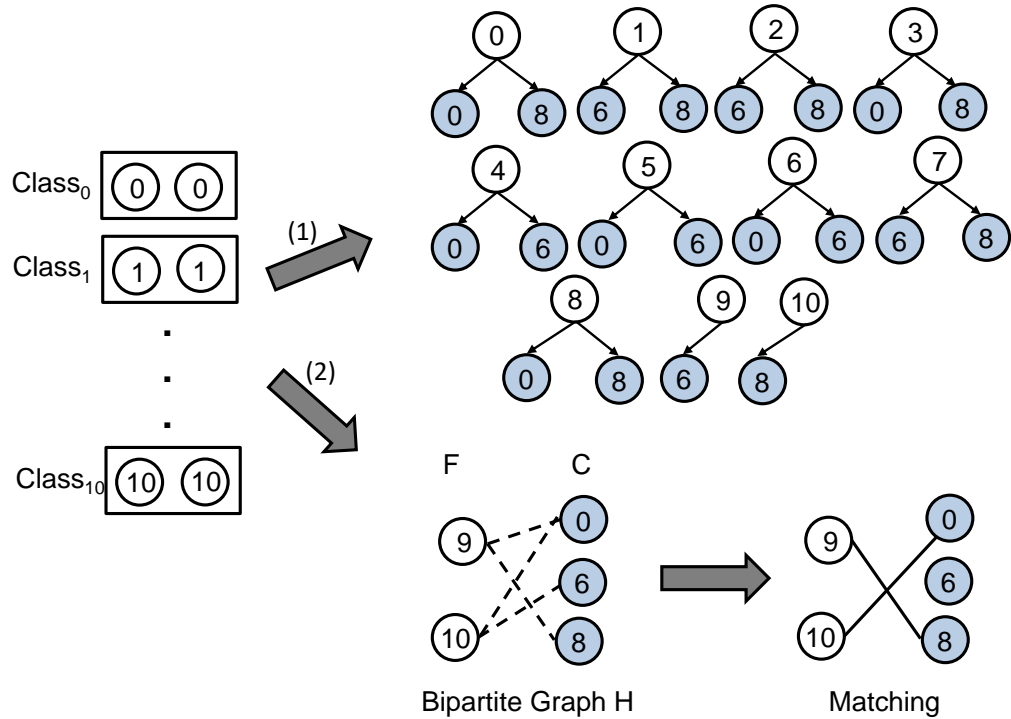 0 1 2 3
0 8 6 8 6 8 0 8
4 5 6 7
0 6 0 6 0 6 6 8
8 9 10
0 8 6 8
Class0 0 0
Class1 1 1
.
.
.
Class10 10 10
(1)
(2)
F C
9 0
6
10 8
Bipartite Graph H
9 0
6
10 8
Matching